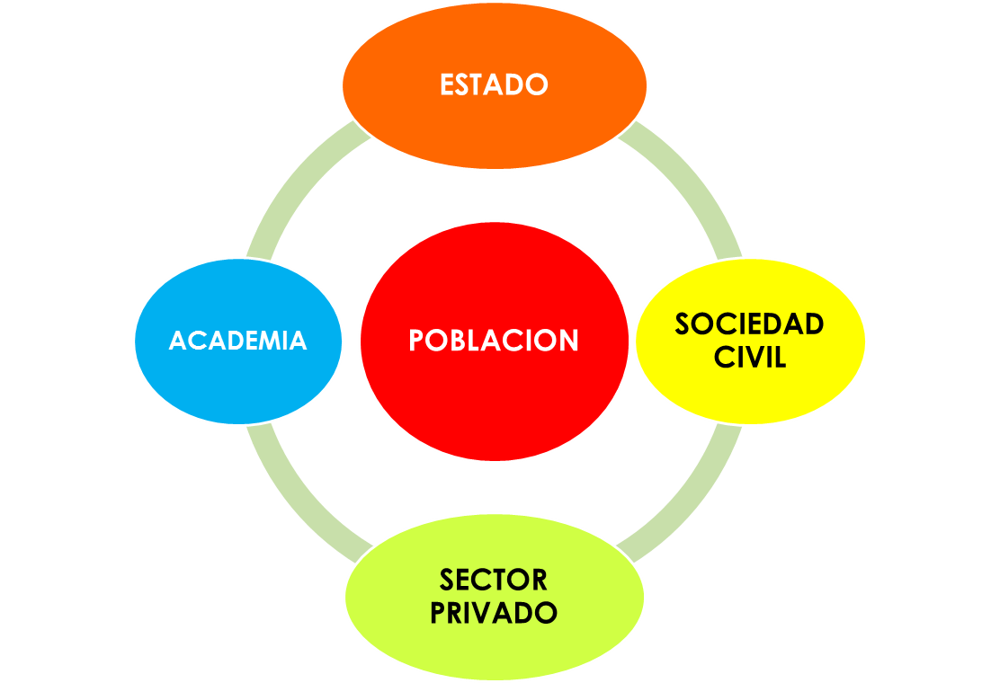 ESTADO
ACADEMIA
POBLACION
SOCIEDAD
CIVIL
SECTOR
PRIVADO